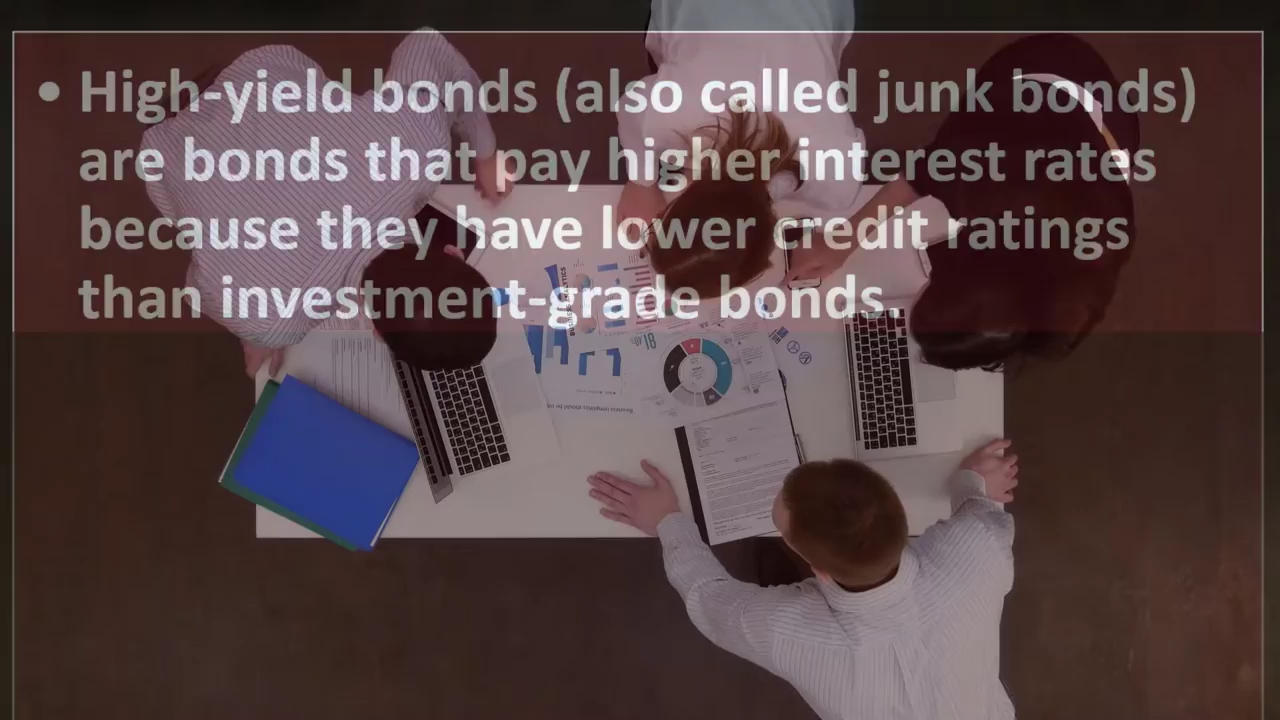 • High-yield bonds (also called junk bonds)
are bonds that pay higher interest rates
because they have lower credit ratings
than investment-grade bonds.